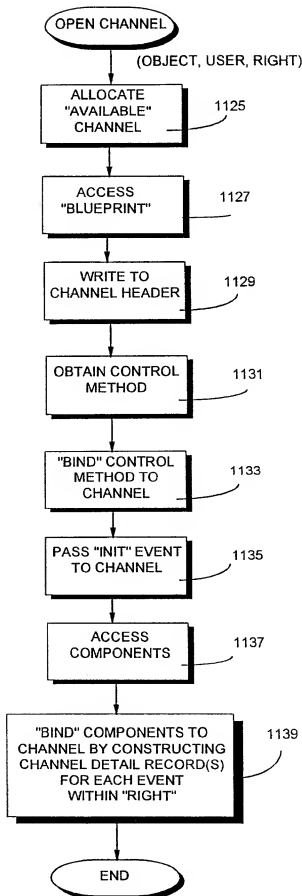 OPEN CHANNEL
(OBJECT, USER, RIGHT)
ALLOCATE
"AVAILABLE"
CHANNEL
1125
ACCESS
"BLUEPRINT"
1127
WRITE TO
CHANNEL HEADER
1129
OBTAIN CONTROL
METHOD
1131
"BIND" CONTROL
METHOD TO
CHANNEL
1133
PASS "INIT" EVENT
TO CHANNEL
1135
ACCESS
COMPONENTS
1137
"BIND" COMPONENTS TO
CHANNEL BY CONSTRUCTING
CHANNEL DETAIL RECORD(S)
FOR EACH EVENT
WITHIN "RIGHT"
1139
END